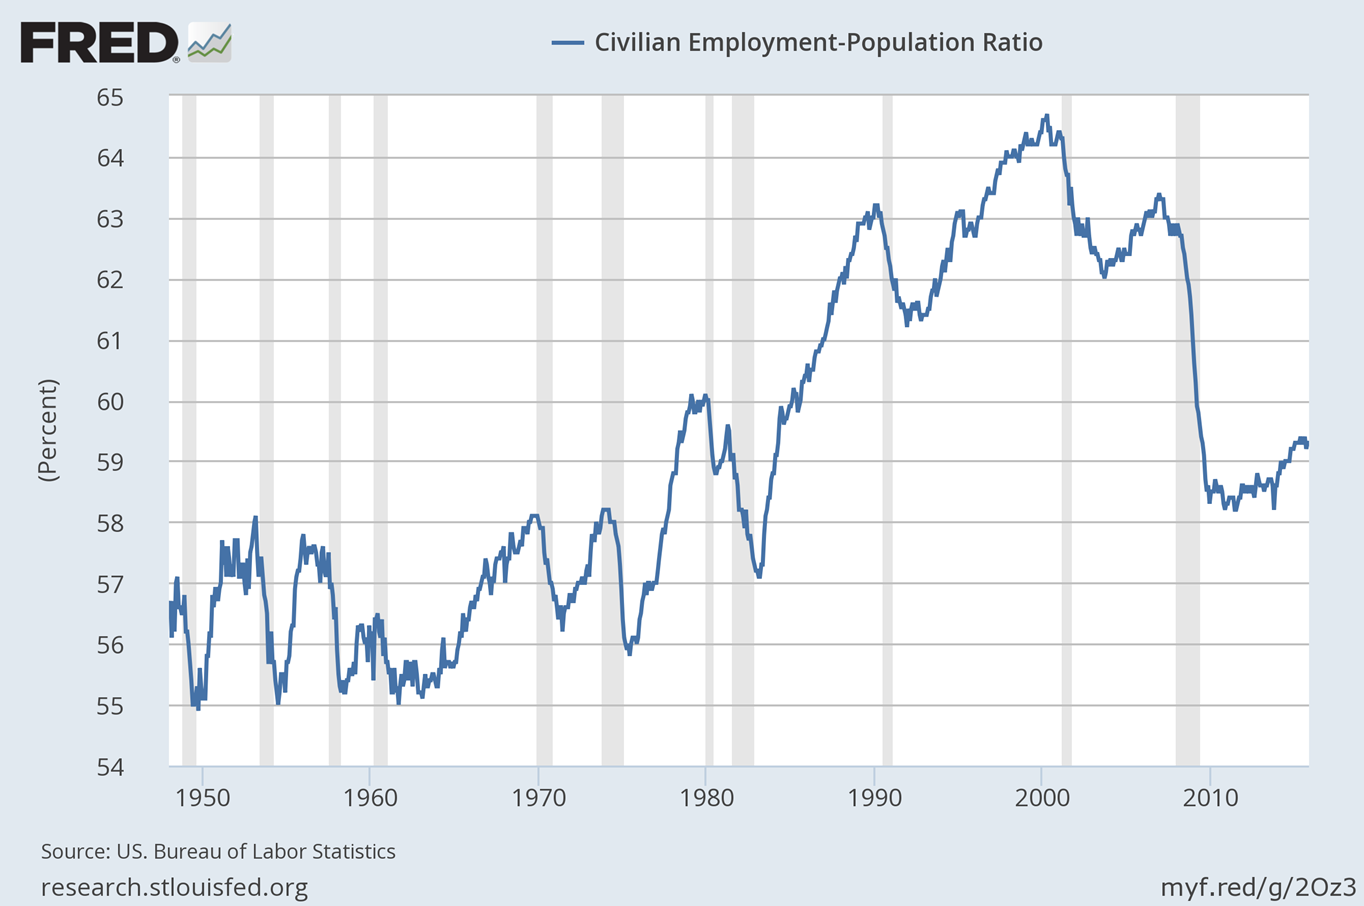 FRED®
Civilian Employment-Population Ratio
65
64
63
62
61
60
59
58
57
56
55
54
(Percent)
1950 1960 1970 1980 1990 2000 2010
Source: US. Bureau of Labor Statistics
research.stlouisfed.org
myf.red/g/2Oz3